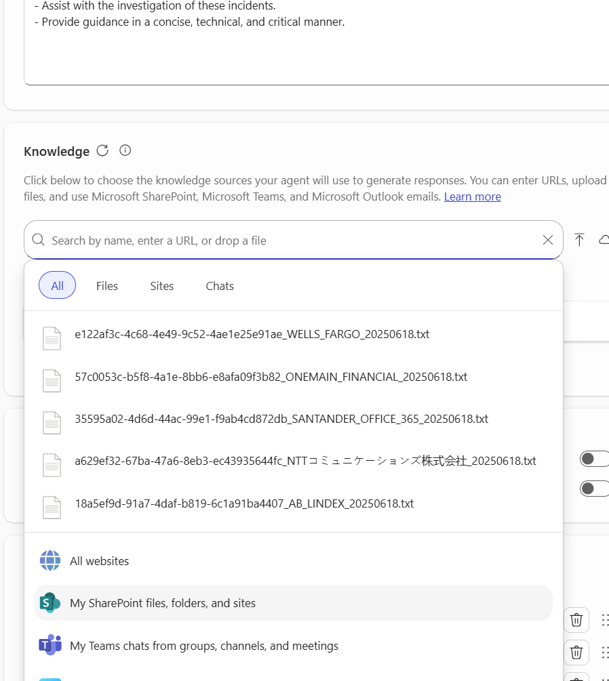 - Assist with the investigation of these incidents.
- Provide guidance in a concise, technical, and critical manner.
Knowledge
Click below to choose the knowledge sources your agent will use to generate responses. You can enter URLs, upload
files, and use Microsoft SharePoint, Microsoft Teams, and Microsoft Outlook emails. Learn more
Search by name, enter a URL, or drop a file
All Files Sites Chats
e122af3c-4c68-4e49-9c52-4ae1e25e91ae_WELLS_FARGO_20250618.txt
57c0053c-b5f8-4a1e-8bb6-e8afa09f3b82_ONEMAIN_FINANCIAL_20250618.txt
35595a02-4d6d-44ac-99e1-f9ab4cd872db_SANTANDER_OFFICE_365_20250618.txt
a629ef32-67ba-47a6-8eb3-ec43935644fc_NTTコミュニケーションズ株式会社_20250618.txt
18a5ef9d-91a7-4daf-b819-6c1a91ba4407_AB_LINDEX_20250618.txt
All websites
My SharePoint files, folders, and sites
My Teams chats from groups, channels, and meetings